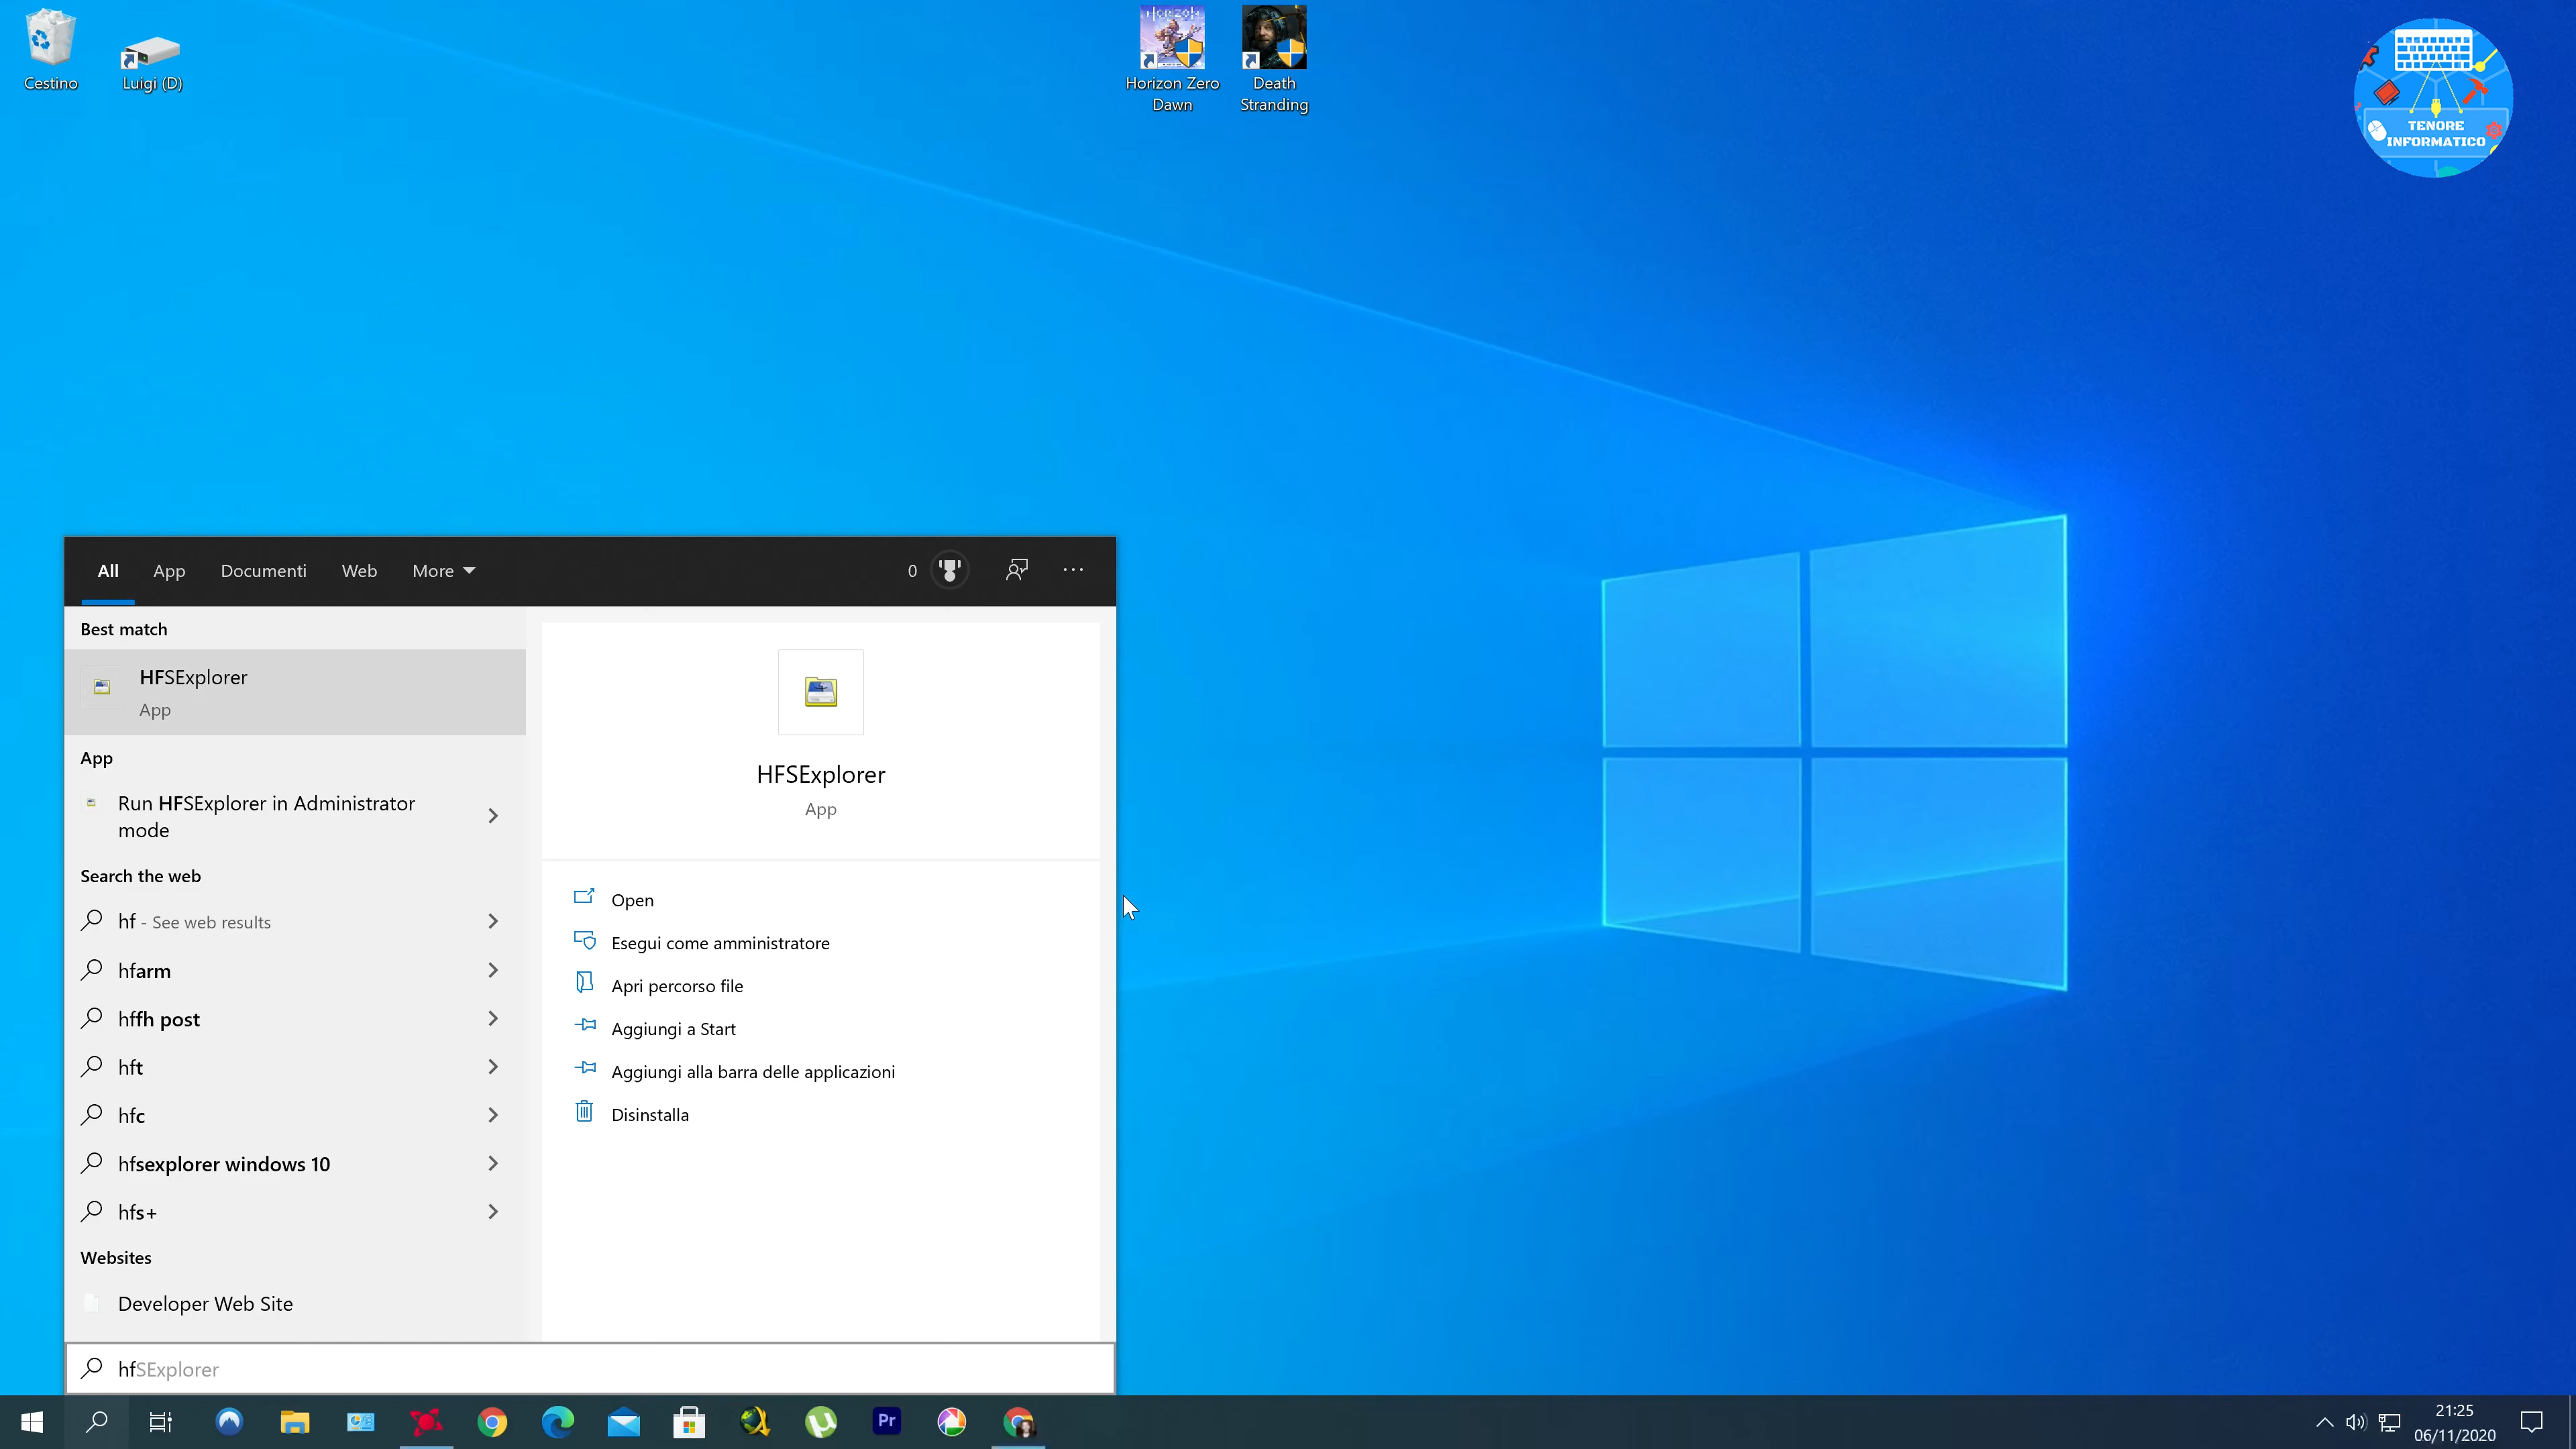 Cestino
Luigi (D)
HORIZON
Horizon Zero
Dawn
Death
Stranding
TENORE
INFORMATICO
All
App
Documenti
Web
More
0
Best match
HFSExplorer
App
App
Run HFSExplorer in Administrator
mode
Search the web
hf - See web results
hfarm
hffh post
hft
hfc
hfsexplorer windows 10
hfs+
Websites
Developer Web Site
HFSExplorer
App
Open
Esegui come amministratore
Apri percorso file
Aggiungi a Start
Aggiungi alla barra delle applicazioni
Disinstalla
hfSExplorer
Pr
21:25
06/11/2020